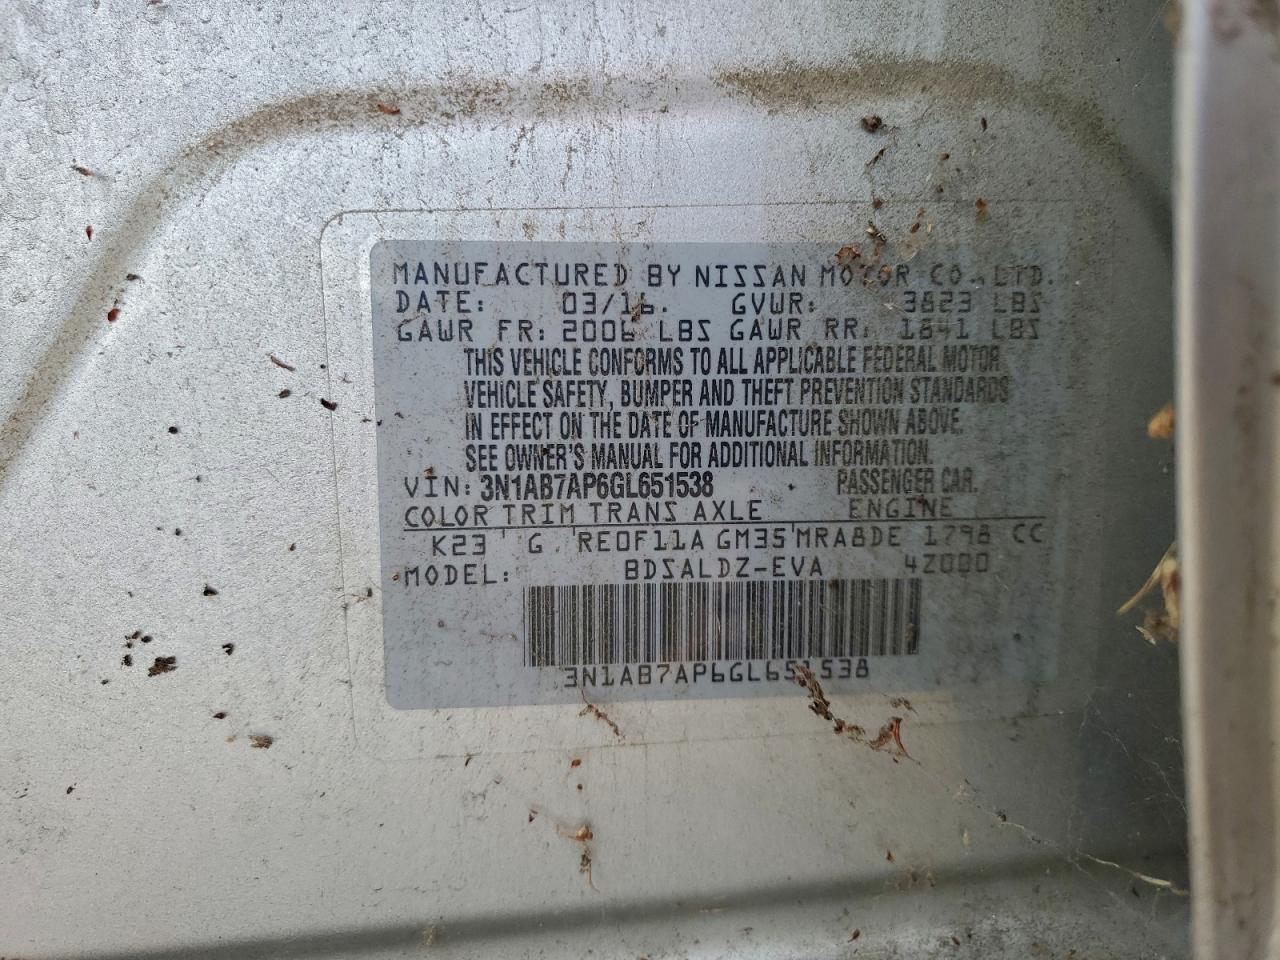 MANUFACTURED BY NISSAN MOTOR CO.,LTD.
DATE: 03/16. GVWR: 3823 LBS
GAWR FR: 2006 LBS GAWR RR: 1841 LBS
THIS VEHICLE CONFORMS TO ALL APPLICABLE FEDERAL MOTOR
VEHICLE SAFETY, BUMPER AND THEFT PREVENTION STANDARDS
IN EFFECT ON THE DATE OF MANUFACTURE SHOWN ABOVE.
SEE OWNER'S MANUAL FOR ADDITIONAL INFORMATION.
VIN: 3N1AB7AP6GL651538 PASSENGER CAR.
COLOR TRIM TRANS AXLE ENGINE
K23 G RE0F11A GM35 MRA8DE 1798 CC
MODEL: BDSALDZ-EVA 4Z000
3N1AB7AP6GL651538